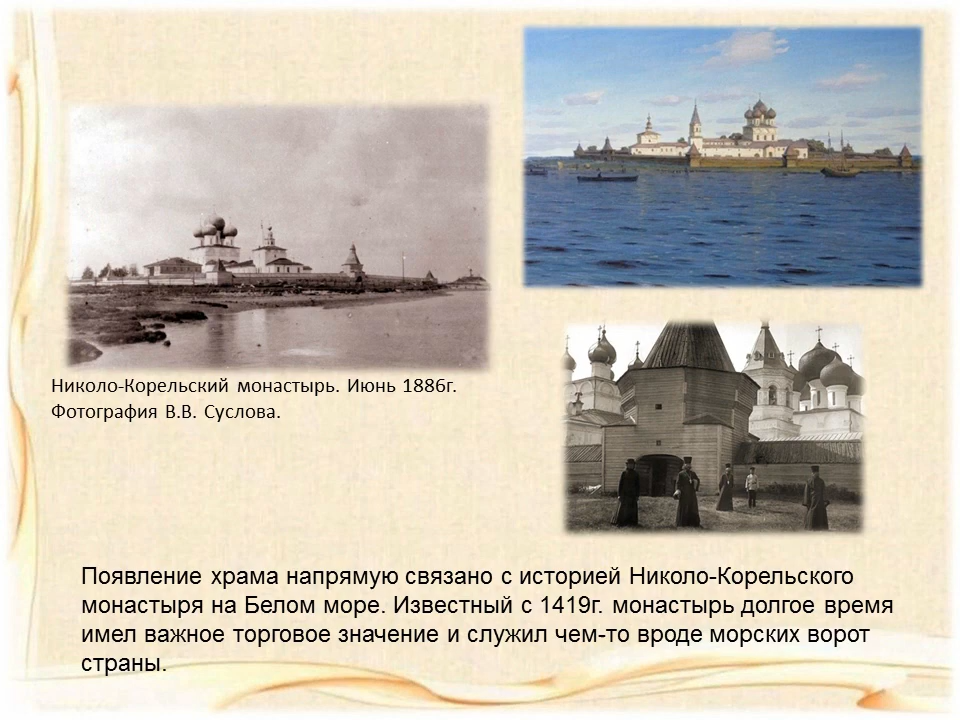 Николо-Корельский монастырь. Июнь 1886г.
Фотография В.В. Суслова.
Появление храма напрямую связано с историей Николо-Корельского
монастыря на Белом море. Известный с 1419г. монастырь долгое время
имел важное торговое значение и служил чем-то вроде морских ворот
страны.